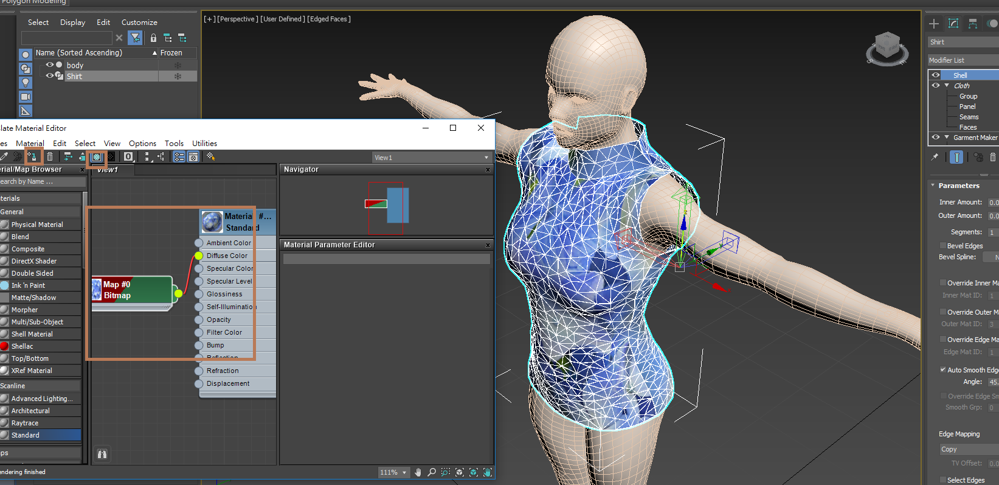 Polygon Modeling
Select Display Edit Customize
Name (Sorted Ascending) Frozen
body
Shirt
[+] [Perspective] [User Defined] [Edged Faces]
late Material Editor
es Material Edit Select View Options Tools Utilities
View1
erial/Map Browser x
earch by Name ...
terials
General
Physical Material
Blend
Composite
DirectX Shader
Double Sided
Ink 'n Paint
Matte/Shadow
Morpher
Multi/Sub-Object
Shell Material
Shellac
Top/Bottom
XRef Material
Scanline
Advanced Lighting...
Architectural
Raytrace
Standard
ps
endering finished
View1
Map #0
Bitmap
Material #...
Standard
Ambient Color
Diffuse Color
Specular Color
Specular Level
Glossiness
Self-Illumination
Opacity
Filter Color
Bump
Reflection
Refraction
Displacement
Navigator x
Material Parameter Editor x
111%
z
Shirt
Modifier List
Shell
Cloth
Group
Panel
Seams
Faces
Garment Maker
Parameters
Inner Amount: 0.0
Outer Amount: 0.0
Segments: 1
Bevel Edges
Bevel Spline: N
Override Inner Ma
Inner Mat ID: 1
Override Outer M
Outer Mat ID: 3
Override Edge Ma
Edge Mat ID: 1
Auto Smooth Edge
Angle: 45.
Override Edge Sm
Smooth Grp: 0
Edge Mapping
Copy
TV Offset: 0.0
Select Edges